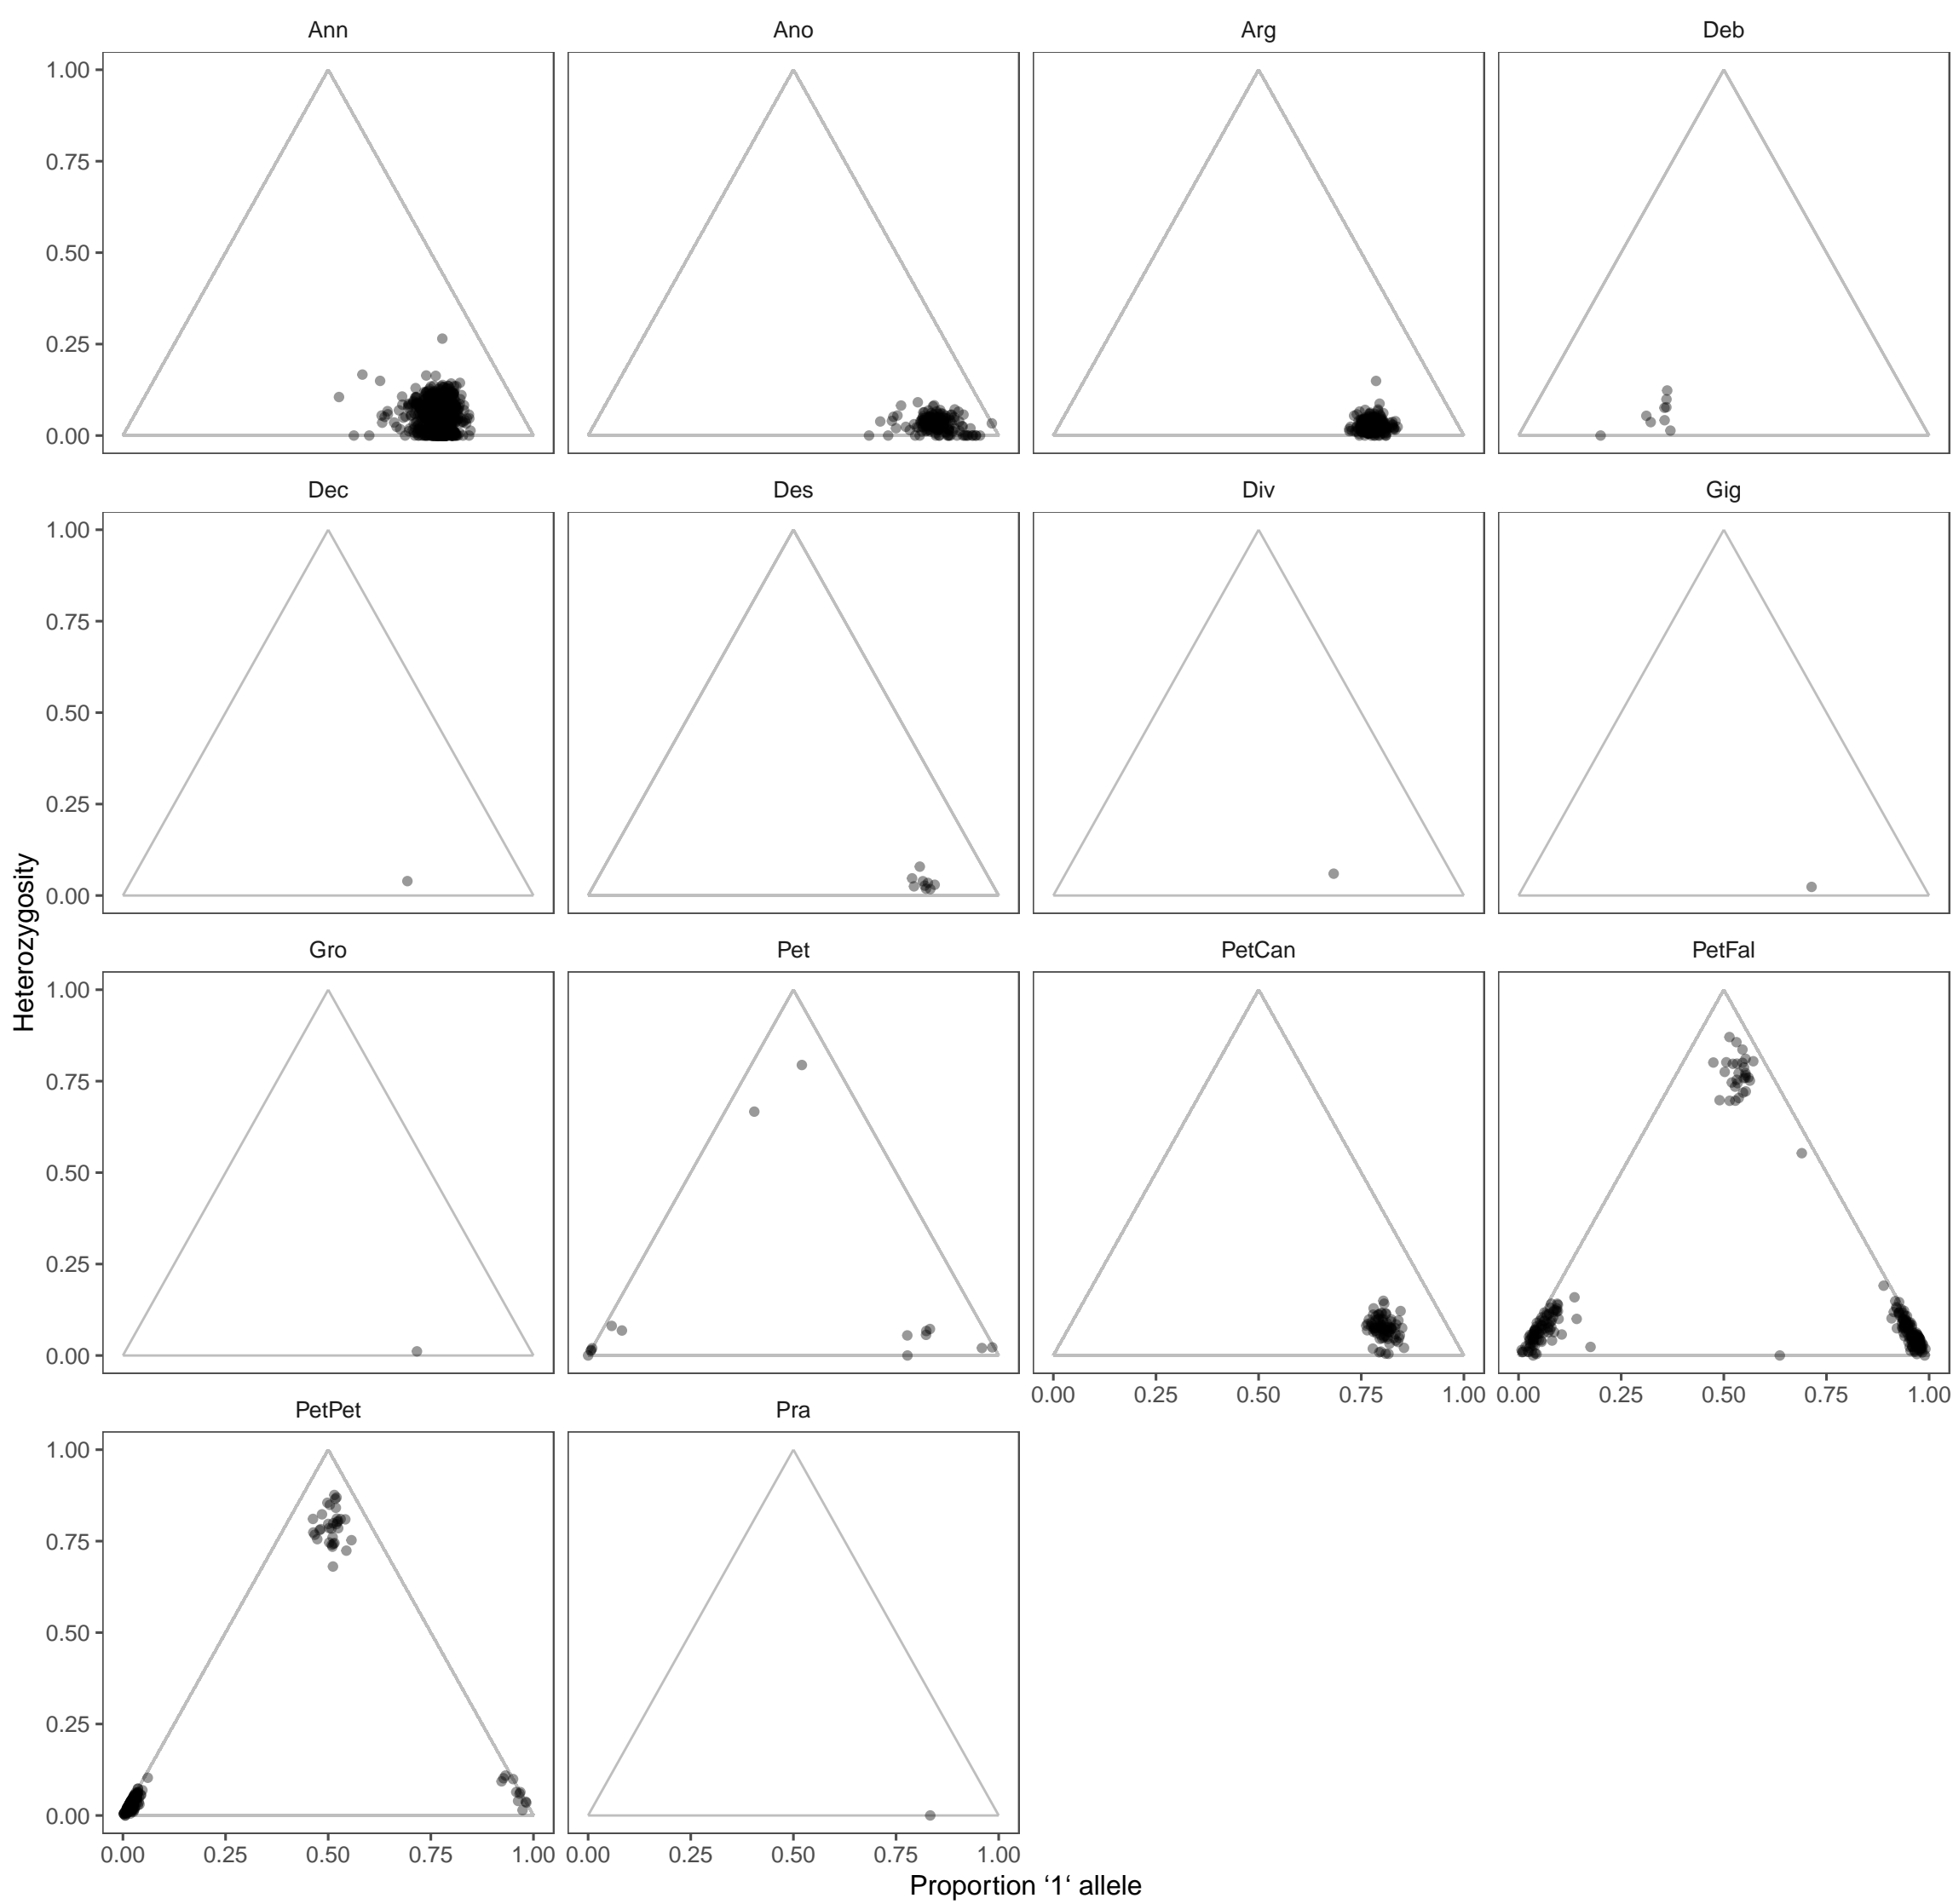 Ann Ano Arg Deb
1.00
0.75
0.50
0.25
0.00
Dec Des Div Gig
1.00
0.75
0.50
0.25
0.00
Heterozygosity
Gro Pet PetCan PetFal
1.00
0.75
0.50
0.25
0.00
0.00 0.25 0.50 0.75 1.00 0.00 0.25 0.50 0.75 1.00
PetPet Pra
1.00
0.75
0.50
0.25
0.00
0.00 0.25 0.50 0.75 1.00 0.00 0.25 0.50 0.75 1.00
Proportion ‘1‘ allele